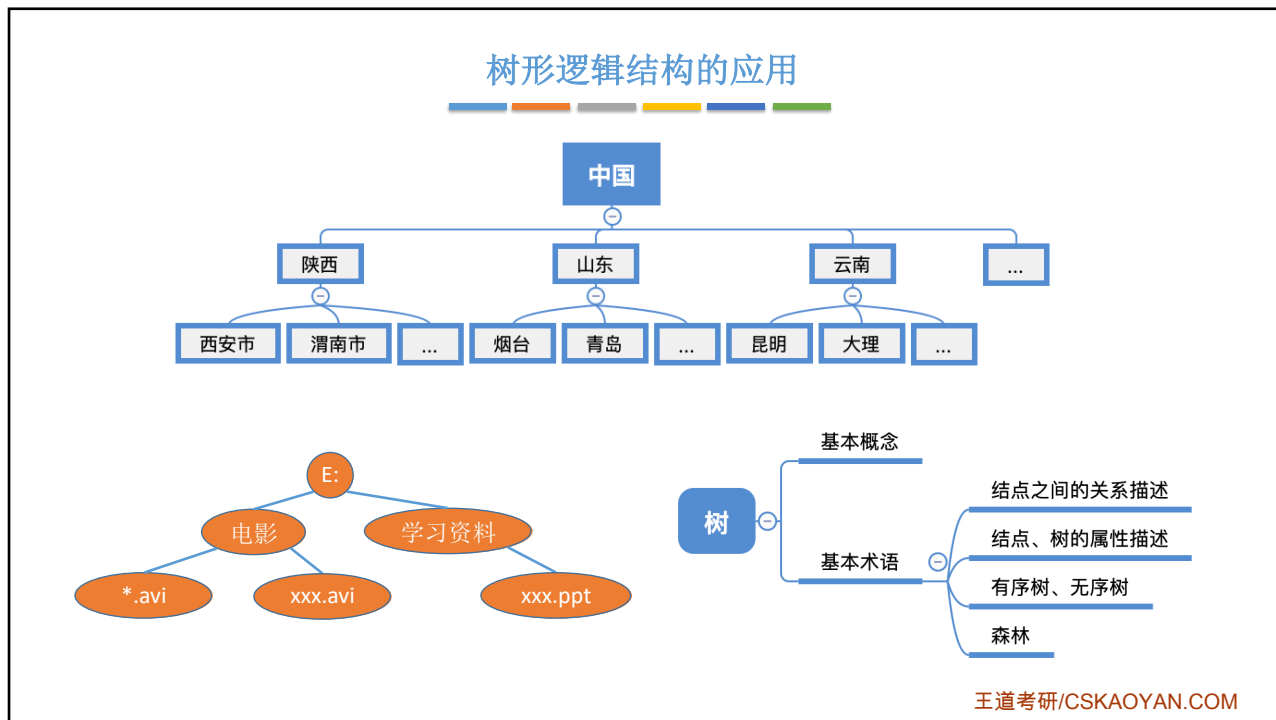 树形逻辑结构的应用
中国
陕西
山东
云南
...
西安市
渭南市
...
烟台
青岛
...
昆明
大理
...
E:
电影
学习资料
*.avi
xxx.avi
xxx.ppt
树
基本概念
基本术语
结点之间的关系描述
结点、树的属性描述
有序树、无序树
森林
王道考研/CSKAOYAN.COM